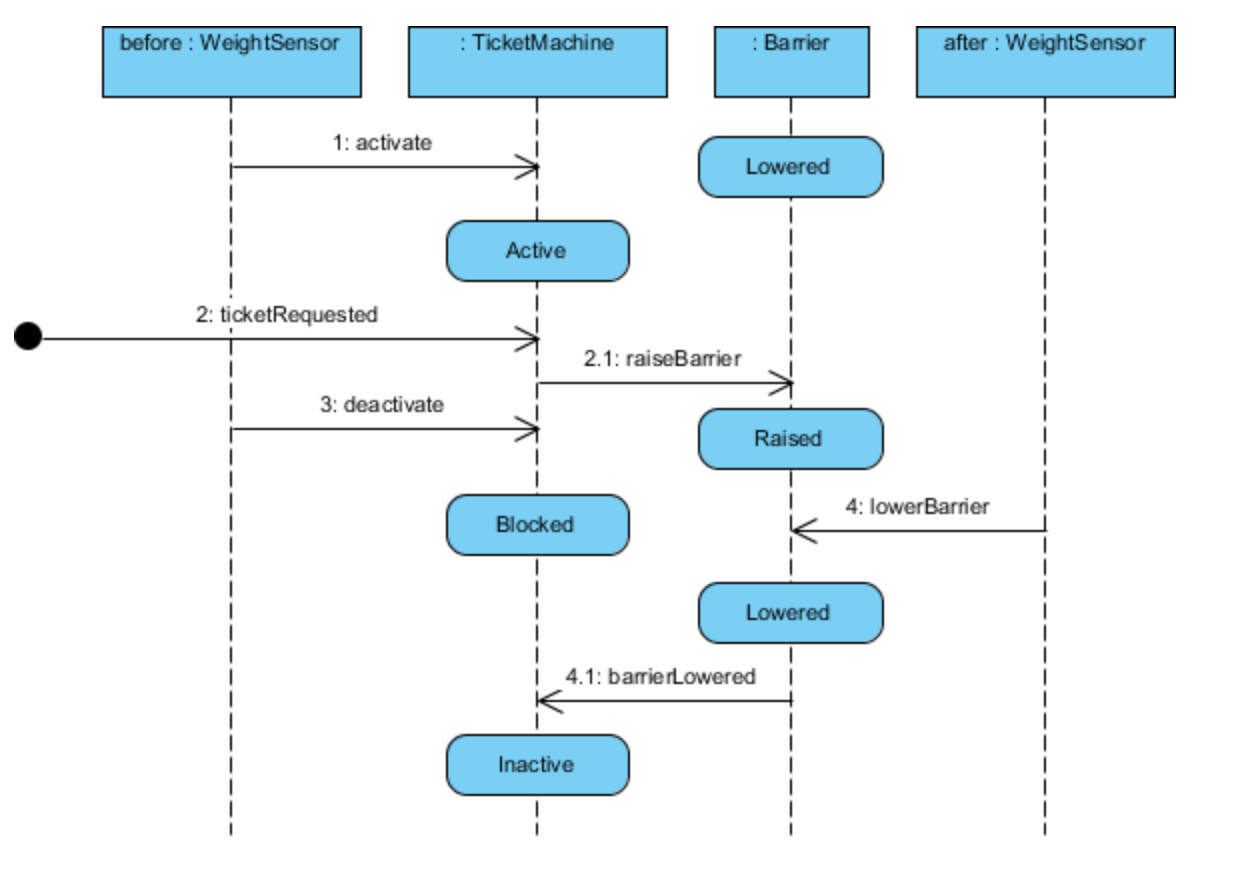 before : WeightSensor
: TicketMachine
: Barrier
after : WeightSensor
1: activate
Lowered
Active
2: ticketRequested
2.1: raiseBarrier
3: deactivate
Raised
4: lowerBarrier
Blocked
Lowered
4.1: barrierLowered
Inactive